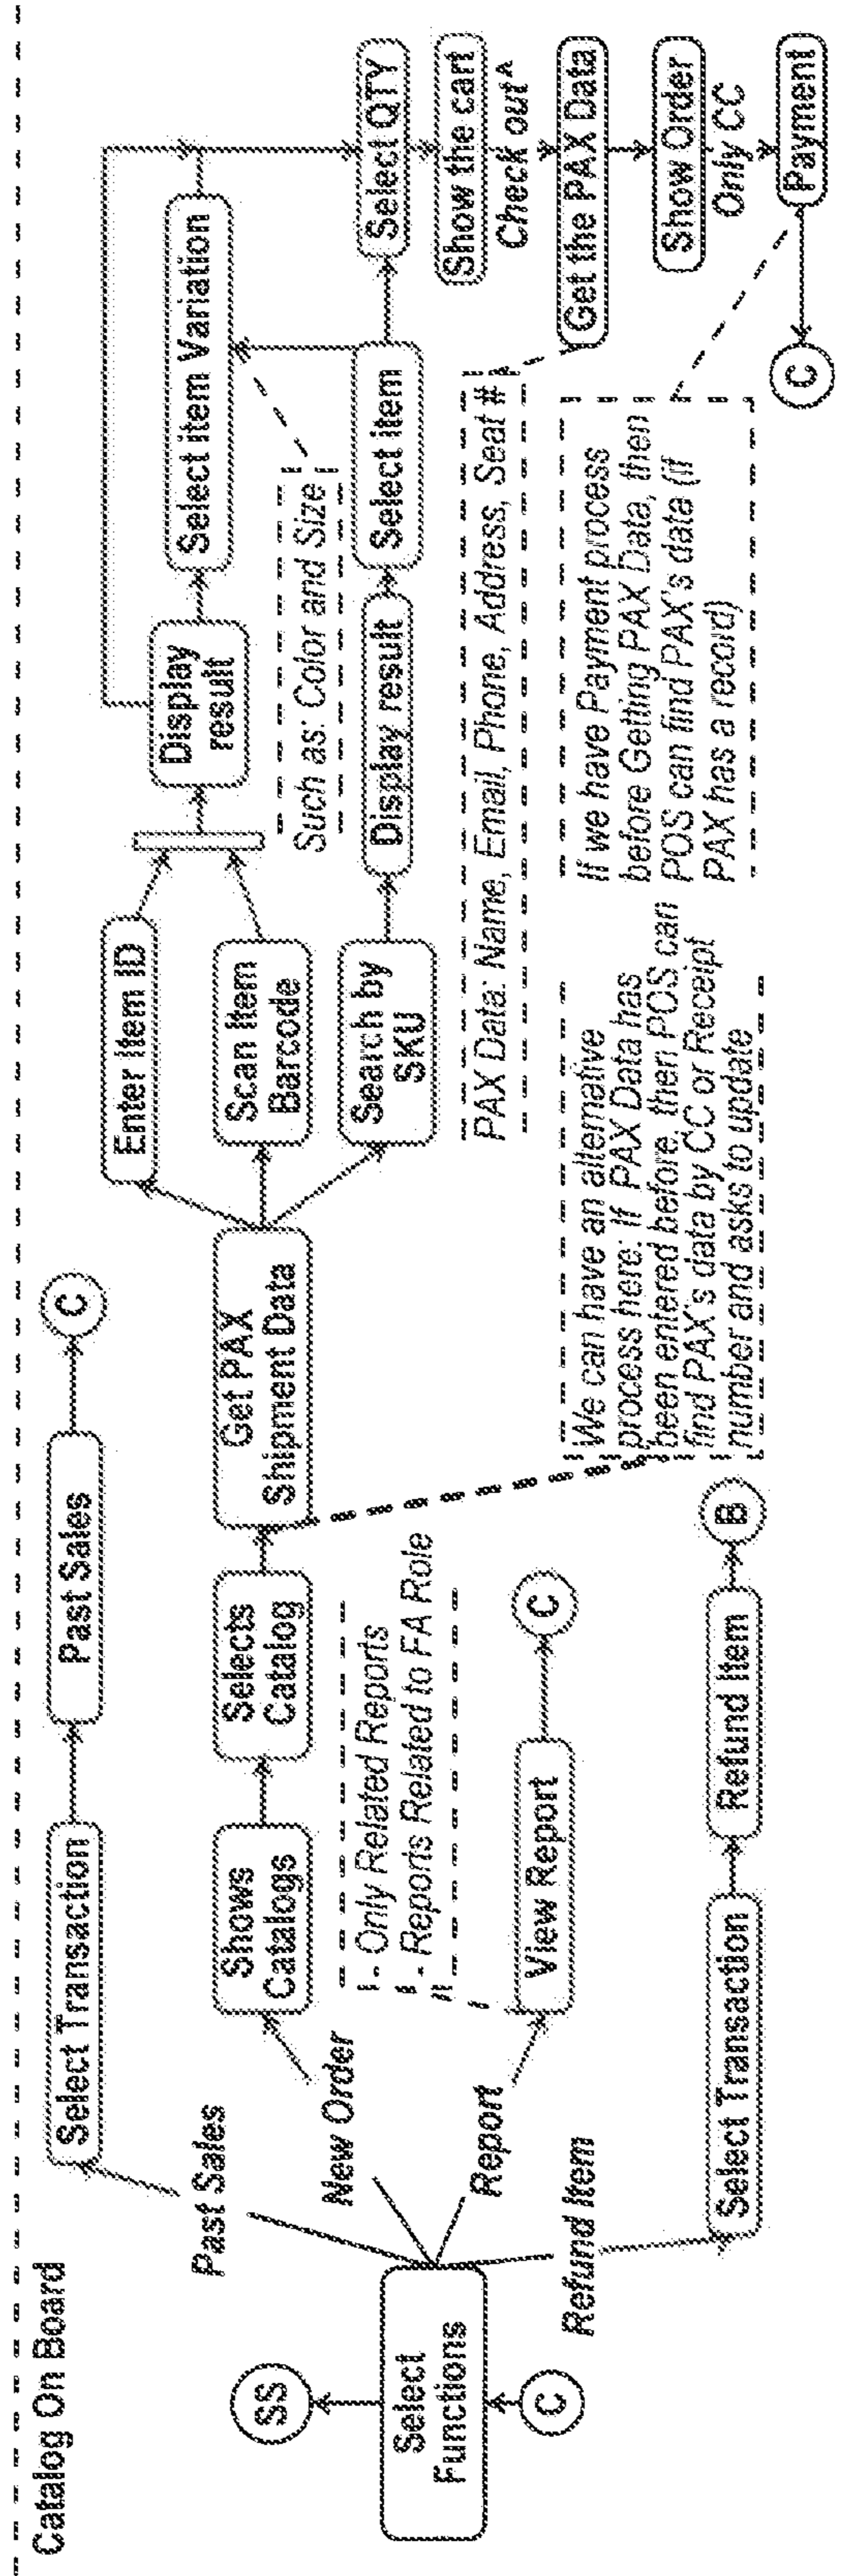 Catalog On Board
SS
Select
Functions
C
Past Sales
New Order
Report
Refund Item
Select Transaction
Past Sales
C
Shows
Catalogs
Selects
Catalog
Get PAX
Shipment Data
- Only Related Reports
- Reports Related to FA Role
View Report
C
Select Transaction
Refund Item
B
Enter Item ID
Scan Item
Barcode
Search by
SKU
Display
result
Select item Variation
Such as: Color and Size
Display result
Select item
Select QTY
Show the cart
Check out^
Get the PAX Data
Show Order
Only CC
Payment
C
PAX Data: Name, Email, Phone, Address, Seat #
We can have an alternative
process here: If PAX Data has
been entered before, then POS can
find PAX's data by CC or Receipt
number and asks to update
If we have Payment process
before Getting PAX Data, then
POS can find PAX's data (if
PAX has a record)